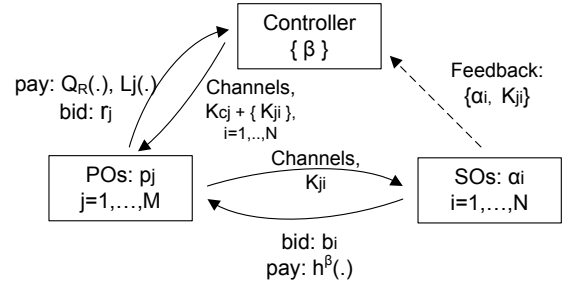 Controller
{ β }
pay: QR(.), Lj(.)
bid: rj
Channels,
Kcj + { Kji },
i=1,..,N
Feedback:
{αi, Kji}
POs: pj
j=1,...,M
Channels,
Kji
SOs: αi
i=1,...,N
bid: bi
pay: hβ(.)